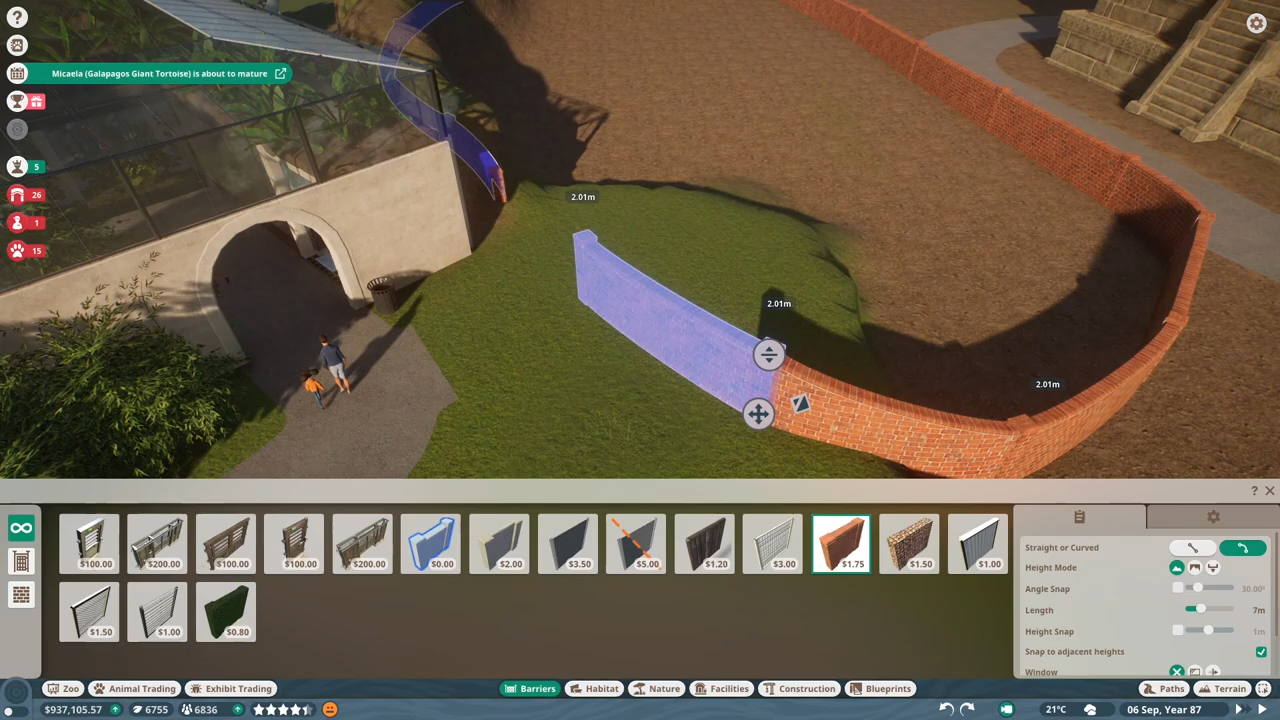 ?
Micaela (Galapagos Giant Tortoise) is about to mature
5
26
1
15
2.01m
2.01m
2.01m
?
$100.00
$200.00
$100.00
$100.00
$200.00
$0.00
$2.00
$3.50
$5.00
$1.20
$3.00
$1.75
$1.50
$1.00
$1.50
$1.00
$0.80
Straight or Curved
Height Mode
Angle Snap 30.00°
Length 7m
Height Snap 1m
Snap to adjacent heights
Window
Zoo
Animal Trading
Exhibit Trading
Barriers
Habitat
Nature
Facilities
Construction
Blueprints
Paths
Terrain
$937,105.57
6755
6836
21°C
06 Sep, Year 87